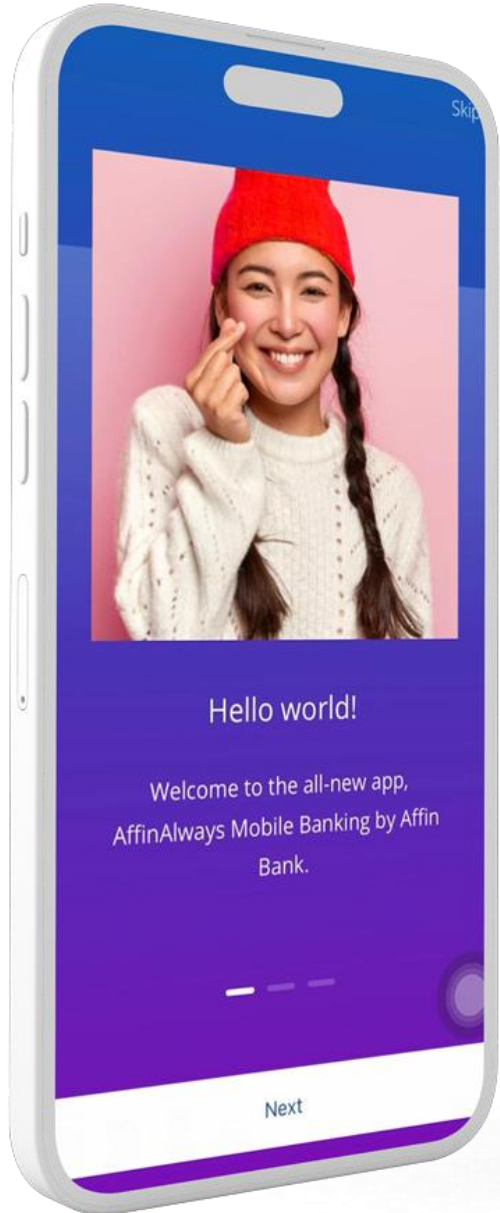 Skip
Hello world!
Welcome to the all-new app,
AffinAlways Mobile Banking by Affin
Bank.
Next